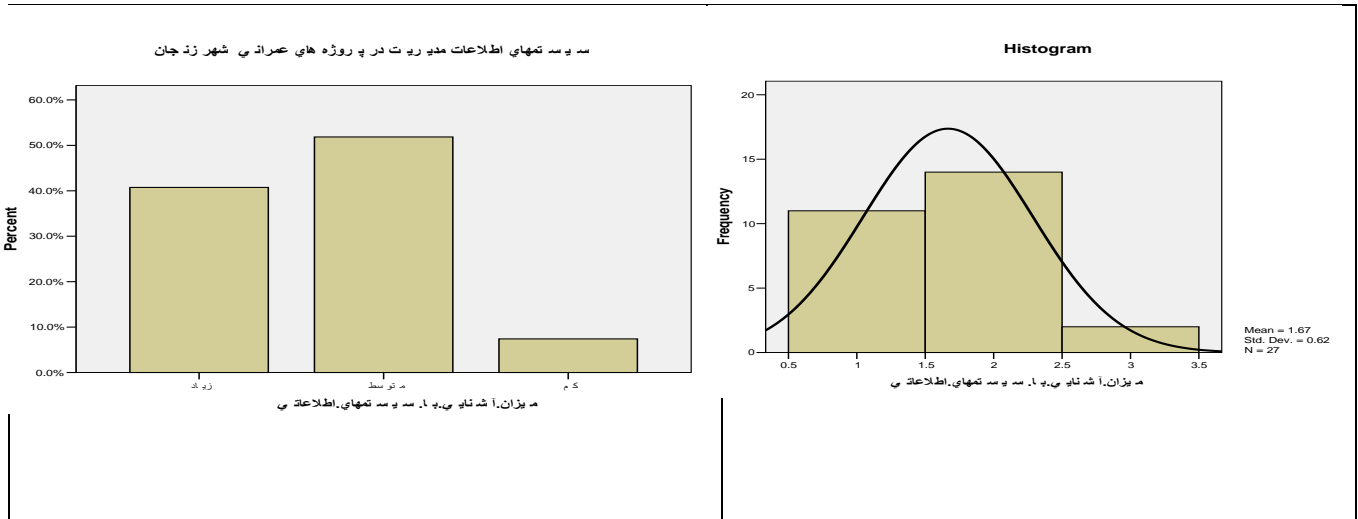 سيستمهاي اطلاعات مديريت در پروژه هاي عمراني شهر زنجان
60.0%
50.0%
40.0%
30.0%
20.0%
10.0%
0.0%
Percent
زياد
متوسط
كم
ميزان.آشنايي.با.سيستمهاي.اطلاعاتي
Histogram
20
15
10
5
0
Frequency
0.5 1 1.5 2 2.5 3 3.5
ميزان.آشنايي.با.سيستمهاي.اطلاعاتي
Mean = 1.67
Std. Dev. = 0.62
N = 27